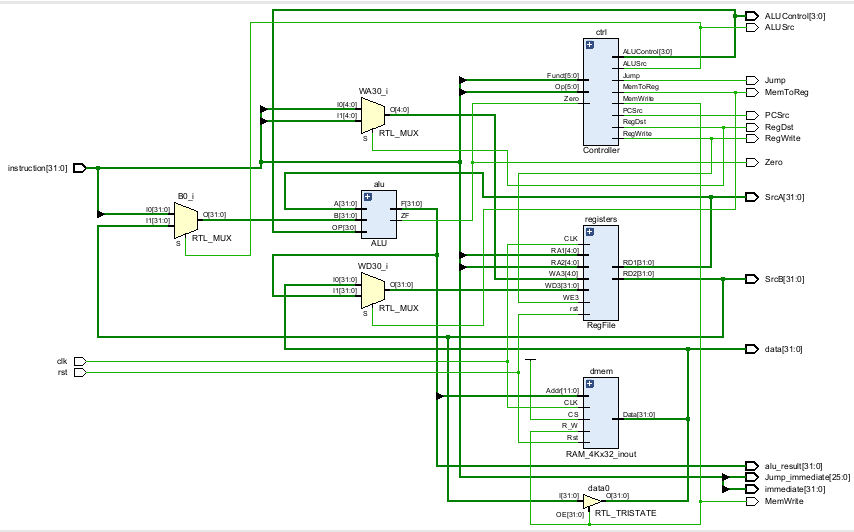 ctrl
ALUControl[3:0]
ALUSrc
Jump
MemToReg
MemWrite
PCSrc
RegDst
RegWrite
Fund[5:0]
Op[5:0]
Zero
Controller
ALUControl[3:0]
ALUSrc
Jump
MemToReg
PCSrc
RegDst
RegWrite
Zero
SrcA[31:0]
WA30_i
I0[4:0]
I1[4:0]
O[4:0]
S
RTL_MUX
instruction[31:0]
B0_i
I0[31:0]
I1[31:0]
O[31:0]
S
RTL_MUX
alu
A[31:0]
B[31:0]
OP[3:0]
F[31:0]
ZF
ALU
registers
CLK
RA1[4:0]
RA2[4:0]
WA3[4:0]
WD3[31:0]
WE3
rst
RD1[31:0]
RD2[31:0]
RegFile
WD30_i
I0[31:0]
I1[31:0]
O[31:0]
S
RTL_MUX
SrcB[31:0]
data[31:0]
clk
rst
dmem
Addr[11:0]
CLK
CS
R_W
Rst
Data[31:0]
RAM_4Kx32_inout
data0
I[31:0]
O[31:0]
OE[31:0]
RTL_TRISTATE
alu_result[31:0]
Jump_immediate[25:0]
immediate[31:0]
MemWrite